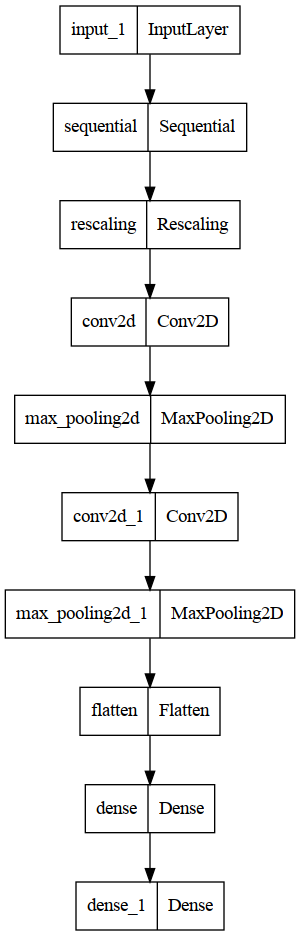 input_1 InputLayer
sequential Sequential
rescaling Rescaling
conv2d Conv2D
max_pooling2d MaxPooling2D
conv2d_1 Conv2D
max_pooling2d_1 MaxPooling2D
flatten Flatten
dense Dense
dense_1 Dense